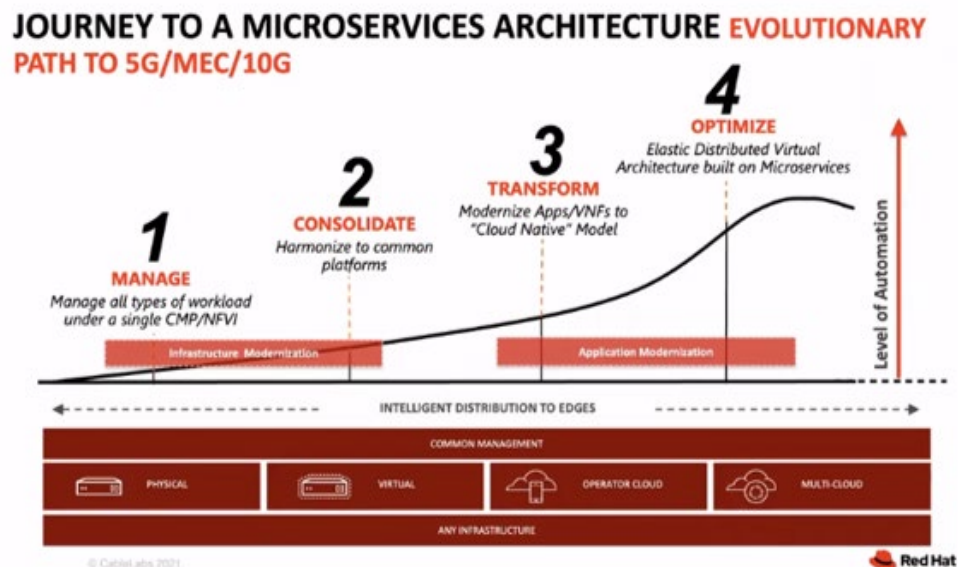 JOURNEY TO A MICROSERVICES ARCHITECTURE EVOLUTIONARY
PATH TO 5G/MEC/10G
1
MANAGE
Manage all types of workload
under a single CMP/NFVI
2
CONSOLIDATE
Harmonize to common
platforms
3
TRANSFORM
Modernize Apps/VNFs to
"Cloud Native" Model
4
OPTIMIZE
Elastic Distributed Virtual
Architecture built on Microservices
Level of Automation
Infrastructure Modernization
Application Modernization
INTELLIGENT DISTRIBUTION TO EDGES
COMMON MANAGEMENT
PHYSICAL
VIRTUAL
OPERATOR CLOUD
MULTI-CLOUD
ANY INFRASTRUCTURE
© CableLabs 2021
Red Hat